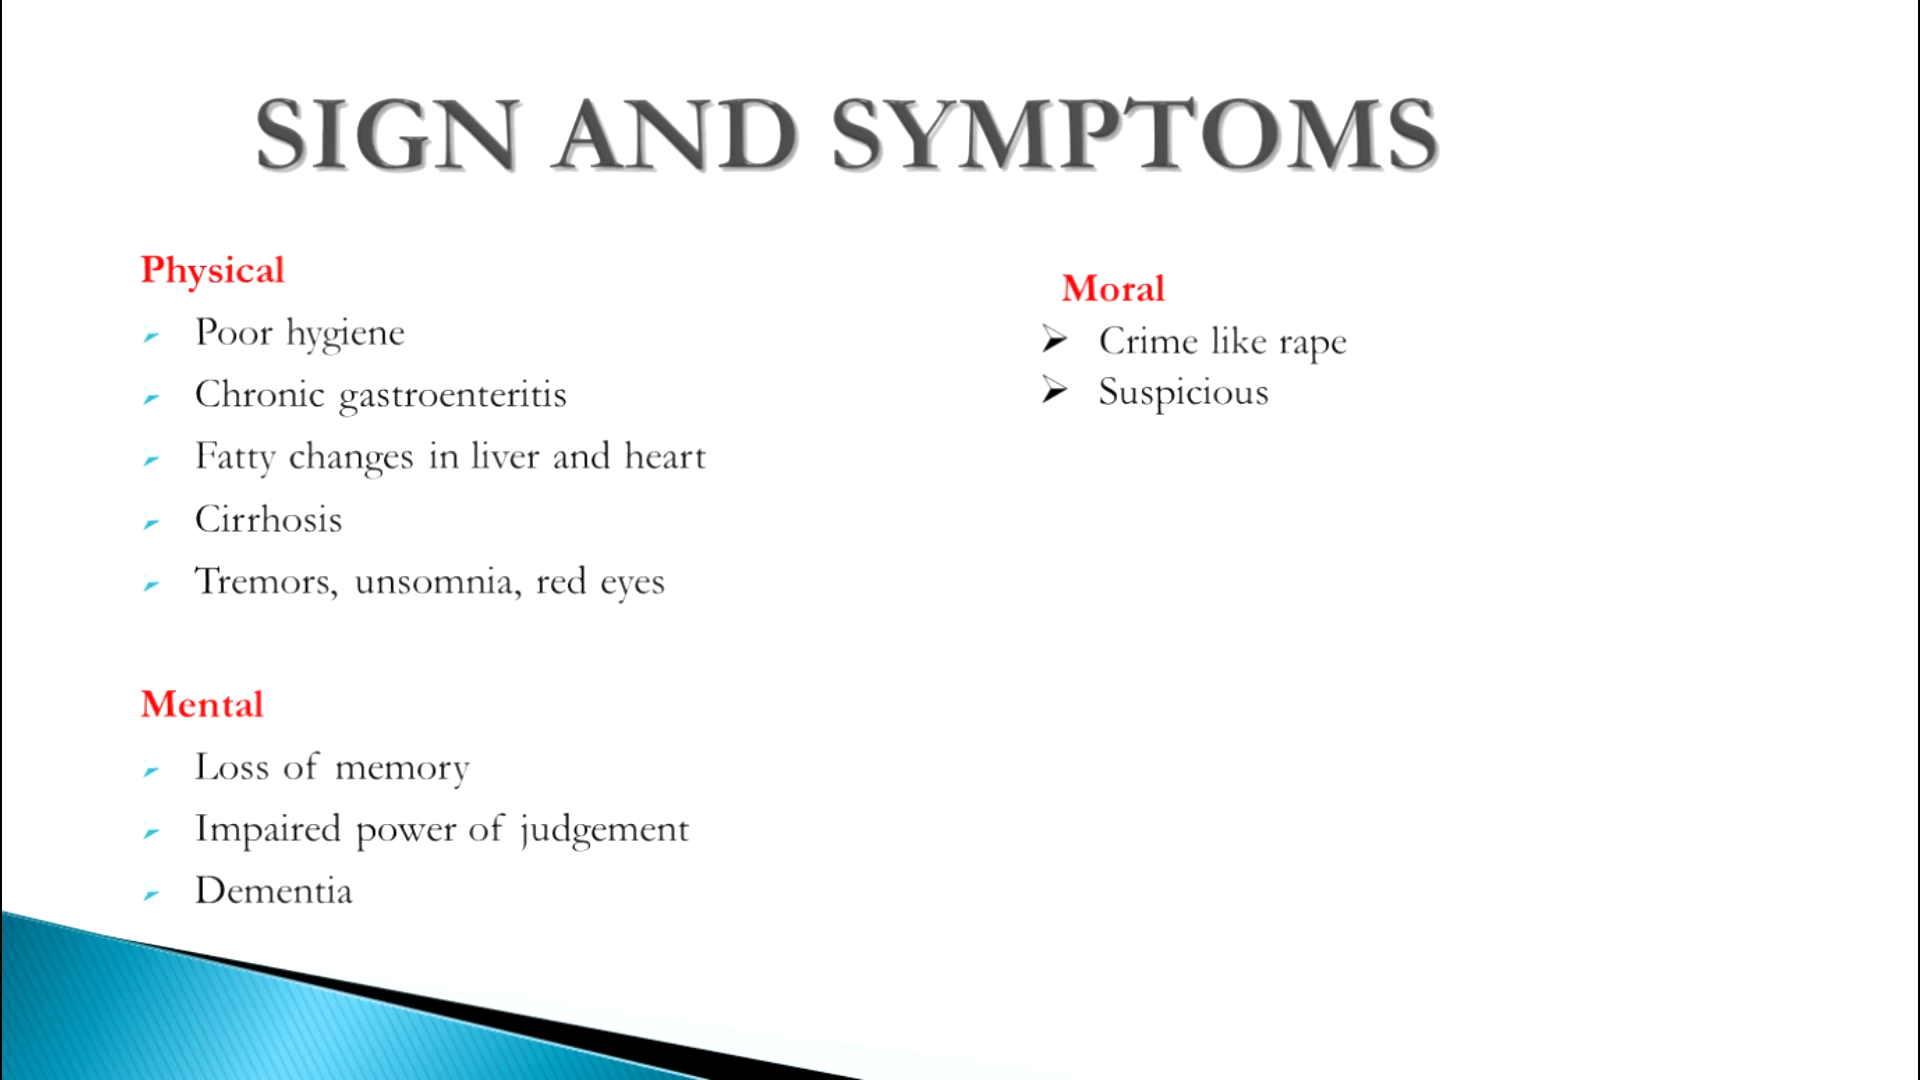 SIGN AND SYMPTOMS
Physical
Poor hygiene
Chronic gastroenteritis
Fatty changes in liver and heart
Cirrhosis
Tremors, unsomnia, red eyes
Mental
Loss of memory
Impaired power of judgement
Dementia
Moral
Crime like rape
Suspicious